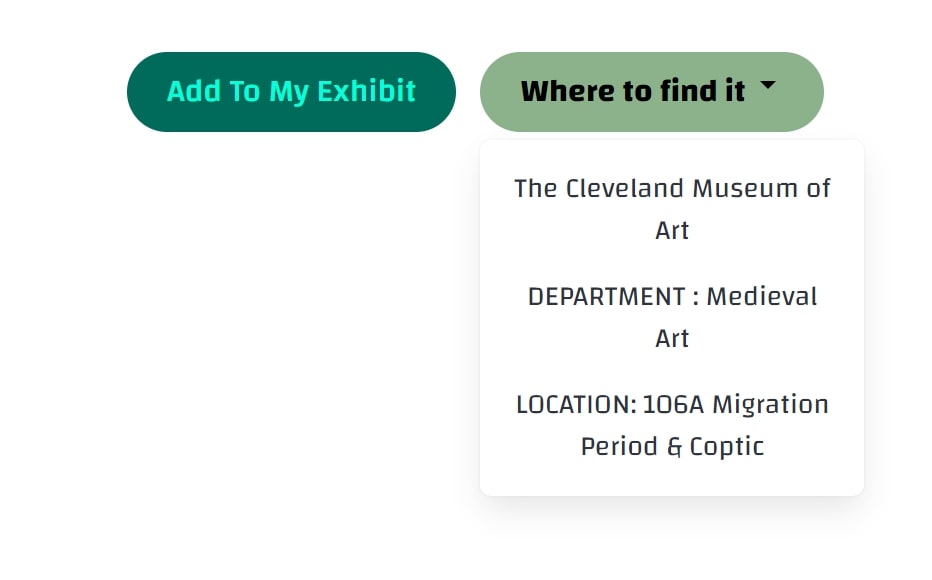 Add To My Exhibit
Where to find it
The Cleveland Museum of
Art
DEPARTMENT : Medieval
Art
LOCATION: 106A Migration
Period & Coptic